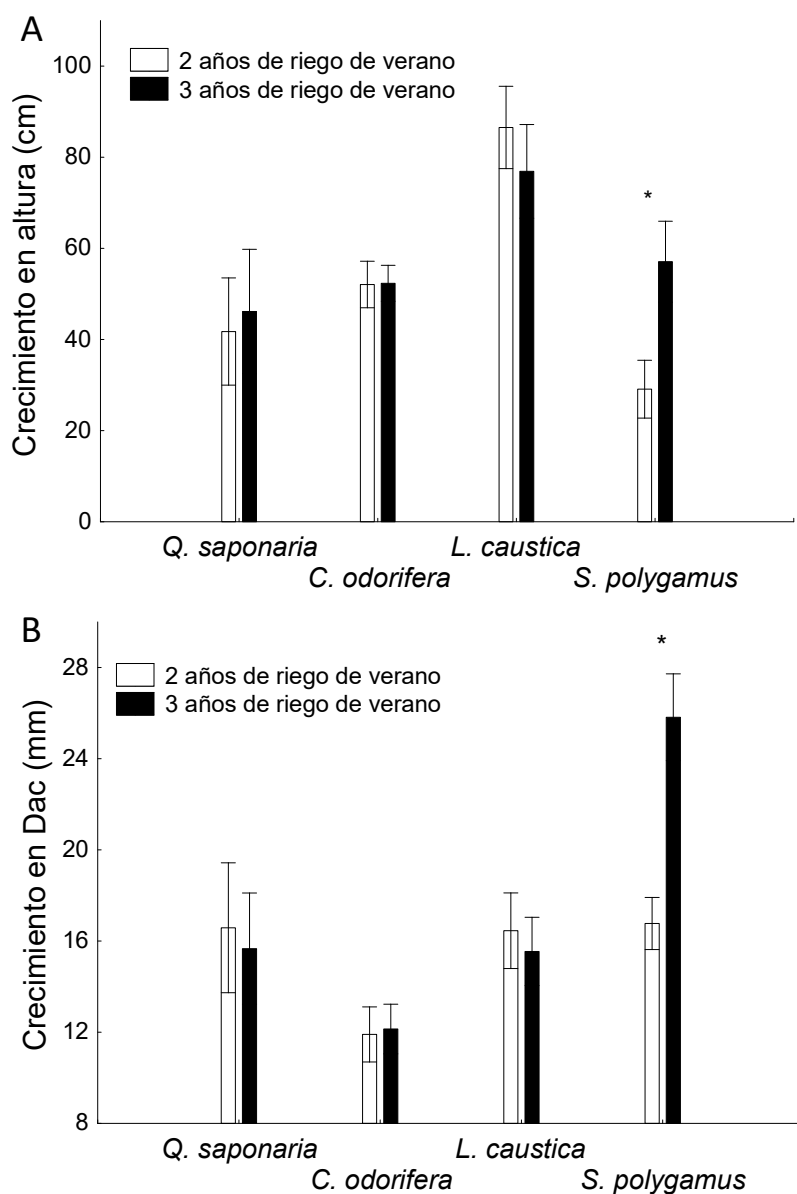 A
Crecimiento en altura (cm)
2 años de riego de verano
3 años de riego de verano
100
80
60
40
20
0
*
Q. saponaria
L. caustica
C. odorifera
S. polygamus
B
Crecimiento en Dac (mm)
2 años de riego de verano
3 años de riego de verano
28
24
20
16
12
8
*
Q. saponaria
L. caustica
C. odorifera
S. polygamus